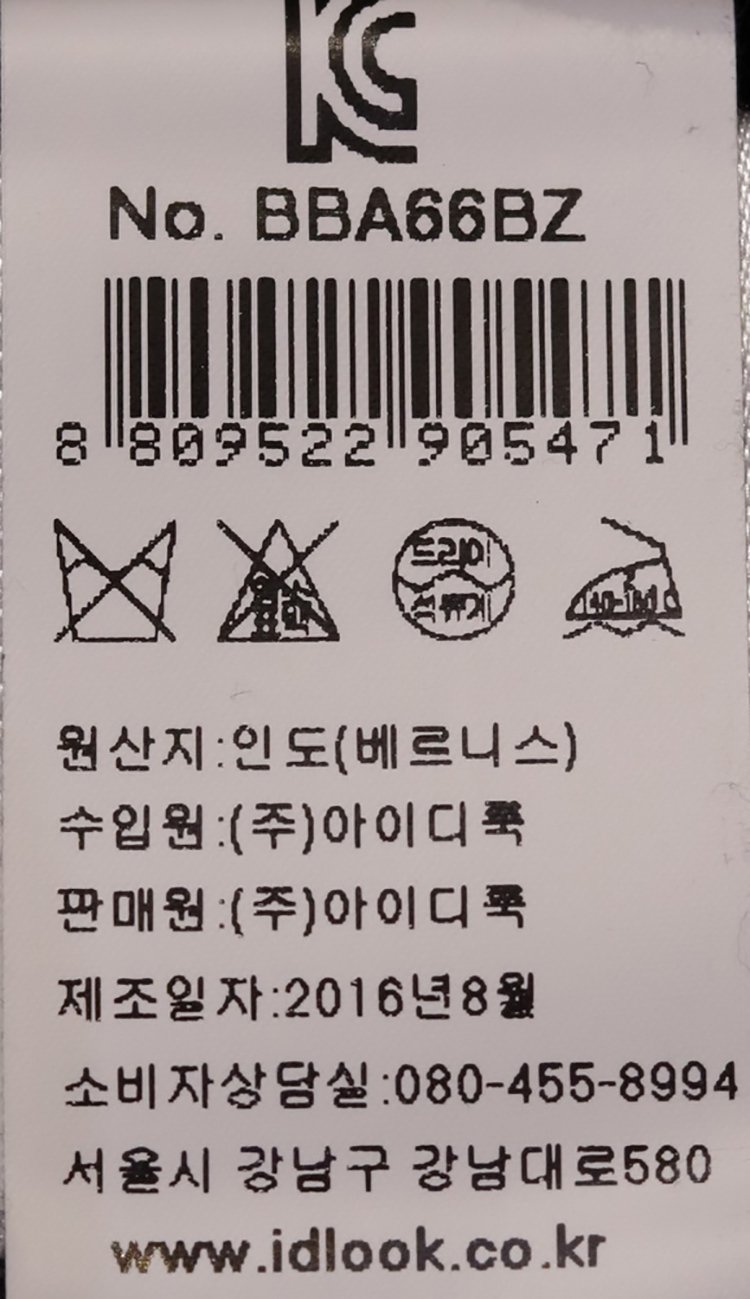 KC
No. BBA66BZ
8 809522 905471
드라이
석유계
140-160℃
원산지:인도(베르니스)
수입원:(주)아이디룩
판매원:(주)아이디룩
제조일자:2016년8월
소비자상담실:080-455-8994
서울시 강남구 강남대로580
www.idlook.co.kr